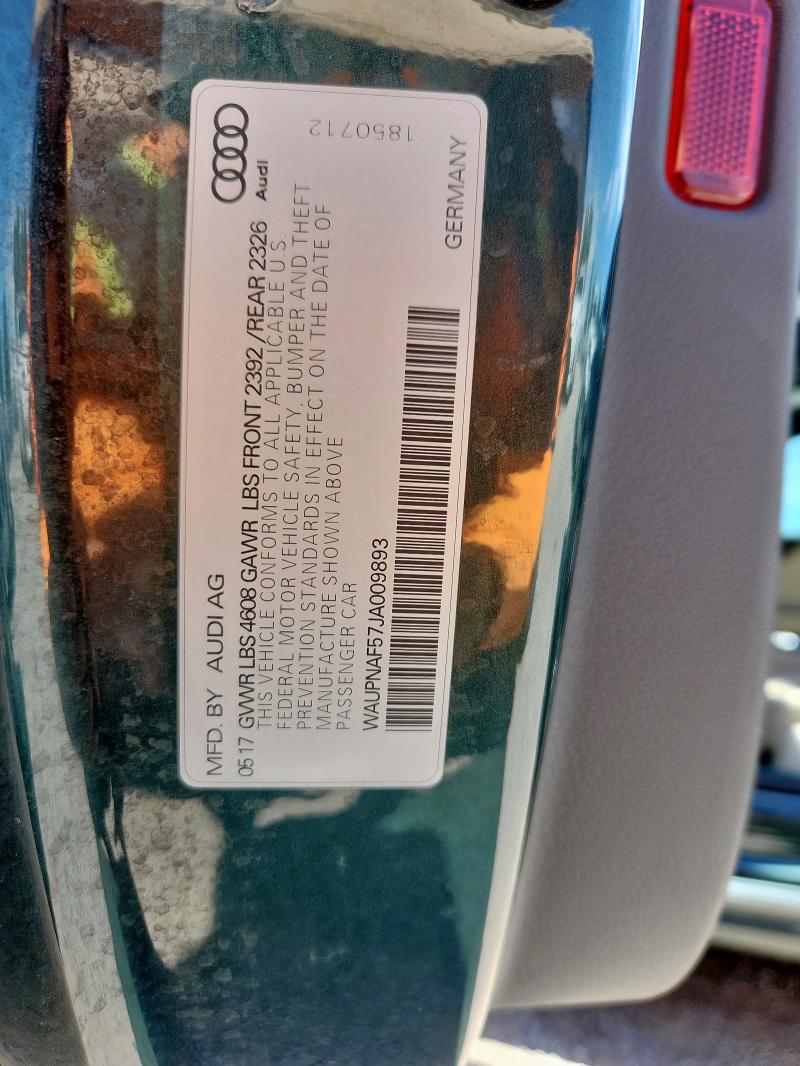 MFD. BY AUDI AG
Audi
05 17 GVWR LBS 4608 GAWR LBS FRONT 2392 /REAR 2326
THIS VEHICLE CONFORMS TO ALL APPLICABLE U.S.
FEDERAL MOTOR VEHICLE SAFETY, BUMPER AND THEFT
PREVENTION STANDARDS IN EFFECT ON THE DATE OF
MANUFACTURE SHOWN ABOVE
PASSENGER CAR
WAUPNAF57JA009893
GERMANY
1850712